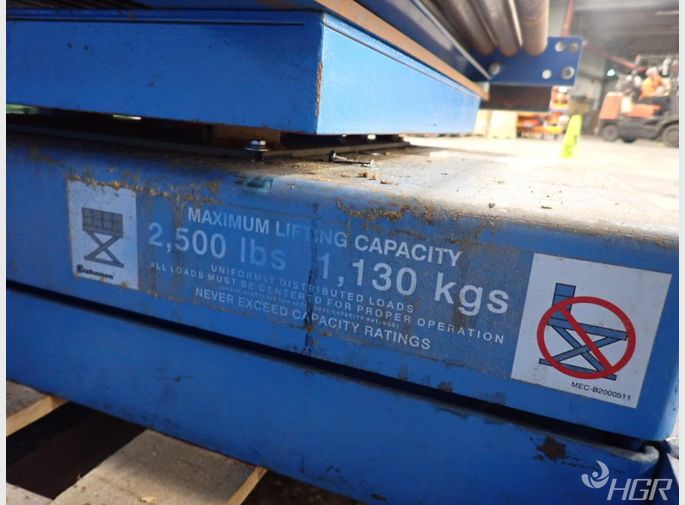 MAXIMUM LIFTING CAPACITY
2,500 lbs 1,130 kgs
UNIFORMLY DISTRIBUTED LOADS
ALL LOADS MUST BE CENTERED FOR PROPER OPERATION
NEVER EXCEED CAPACITY RATINGS
Bishamon
MEC-B2000511
HGR